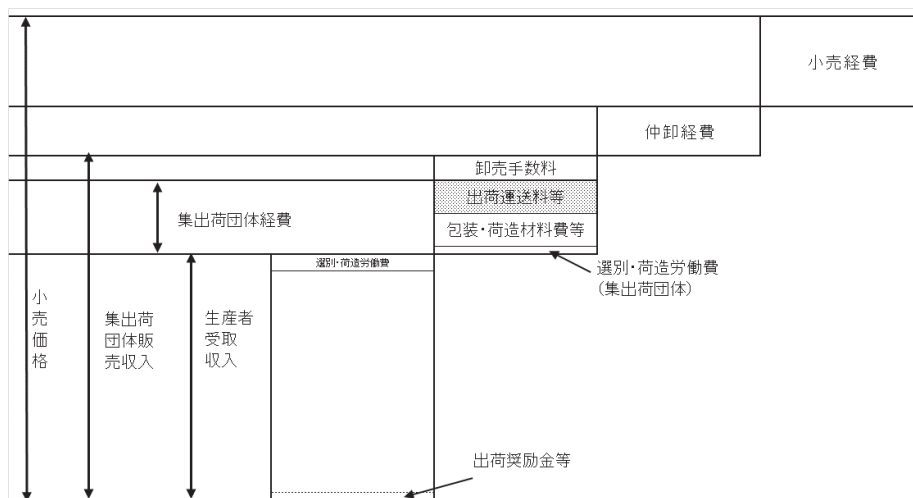 小売経費
仲卸経費
卸売手数料
出荷運送料等
集出荷団体経費
包装・荷造材料費等
選別・荷造労働費
選別・荷造労働費
(集出荷団体)
小
売
価
格
集出荷
団体販
売収入
生産者
受取
収入
出荷奨励金等